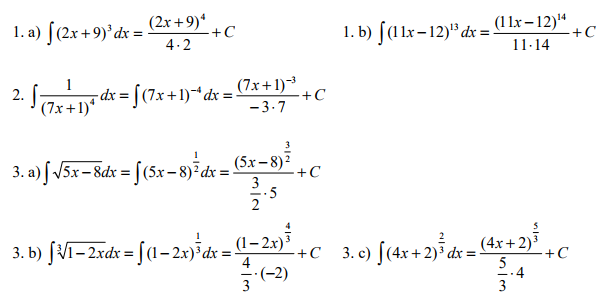 1. a) ∫(2x+9)³ dx = (2x+9)⁴/(4·2) + C
1. b) ∫(11x−12)¹³ dx = (11x−12)¹⁴/(11·14) + C
2. ∫ 1/(7x+1)⁴ dx = ∫(7x+1)⁻⁴ dx = (7x+1)⁻³/(−3·7) + C
3. a) ∫√(5x−8)dx = ∫(5x−8)^(1/2) dx = (5x−8)^(3/2)/((3/2)·5) + C
3. b) ∫∛(1−2x)dx = ∫(1−2x)^(1/3) dx = (1−2x)^(4/3)/((4/3)·(−2)) + C
3. c) ∫(4x+2)^(2/3) dx = (4x+2)^(5/3)/((5/3)·4) + C